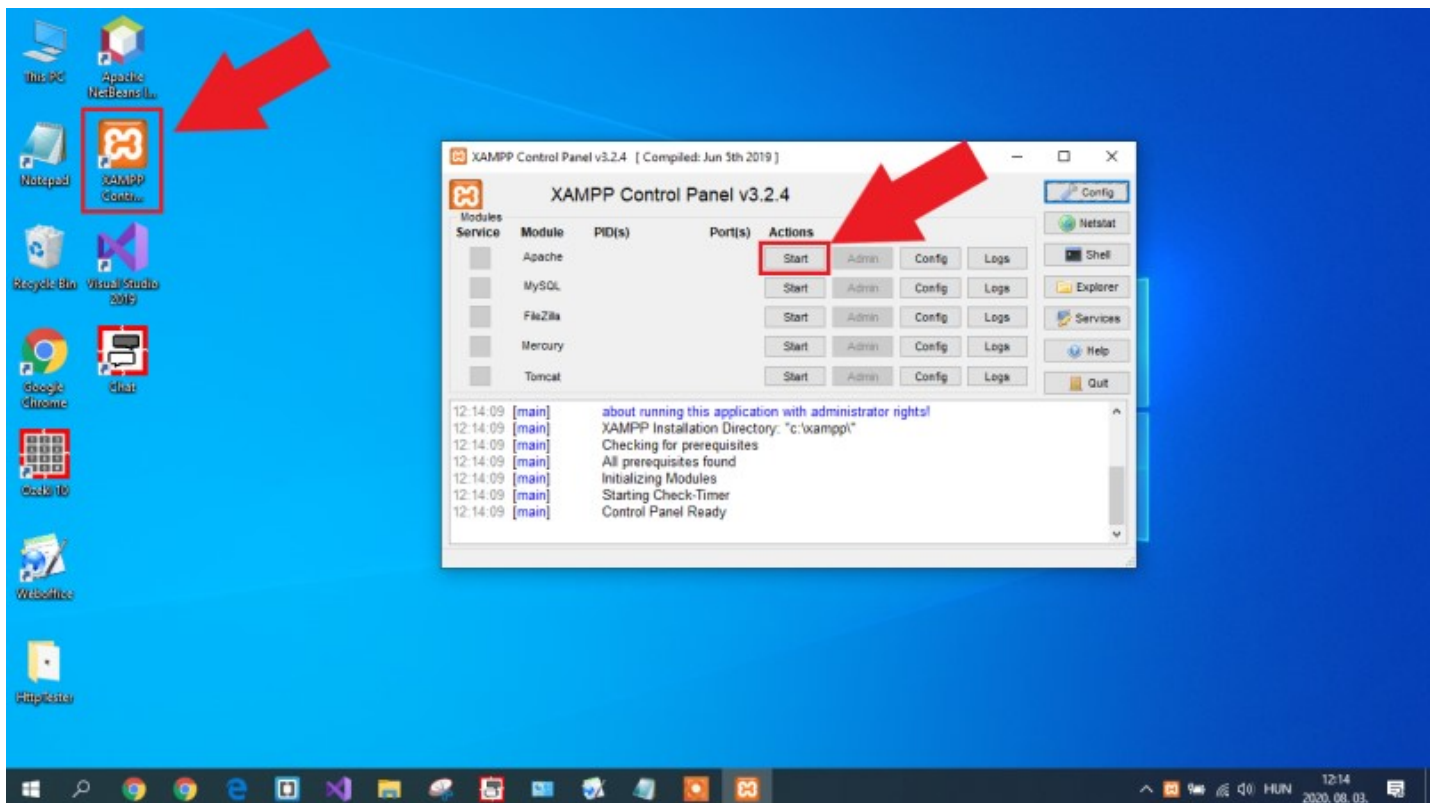 This PC
Apache
NetBeans I...
Notepad
XAMPP
Contr...
Recycle Bin
Visual Studio
2019
Google
Chrome
Chat
Weboffice
XAMPP Control Panel v3.2.4 [ Compiled: Jun 5th 2019 ]
XAMPP Control Panel v3.2.4
Config
Modules
Service Module PID(s) Port(s) Actions
Netstat
Apache Start Admin Config Logs
Shell
MySQL Start Admin Config Logs
Explorer
FileZilla Start Admin Config Logs
Services
Mercury Start Admin Config Logs
Help
Tomcat Start Admin Config Logs
Quit
12:14:09 [main] about running this application with administrator rights!
12:14:09 [main] XAMPP Installation Directory: "c:\xampp\"
12:14:09 [main] Checking for prerequisites
12:14:09 [main] All prerequisites found
12:14:09 [main] Initializing Modules
12:14:09 [main] Starting Check-Timer
12:14:09 [main] Control Panel Ready
HUN
12:14
2020. 08. 03.